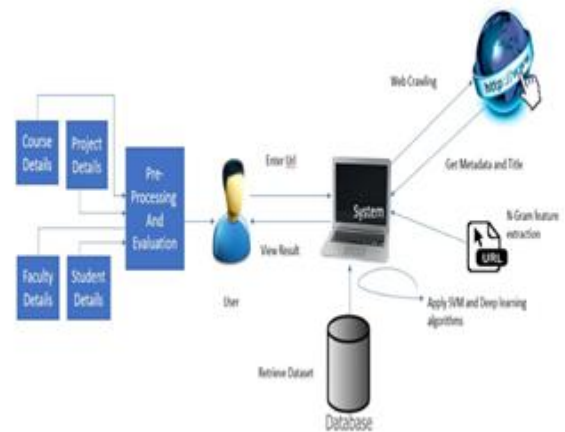 Course
Details
Project
Details
Faculty
Details
Student
Details
Pre-
Processing
And
Evaluation
User
Enter Url
View Result
System
Web Crawling
http://
Get Metadata and Title
N-Gram feature
extraction
URL
Apply SVM and Deep learning
algorithms
Retrieve Dataset
Database